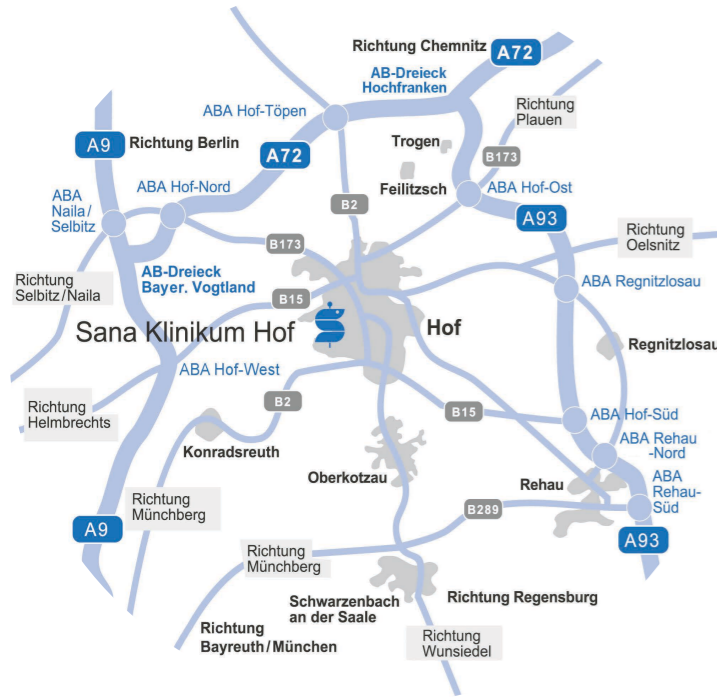 Richtung Chemnitz
A72
AB-Dreieck
Hochfranken
A9
Richtung Berlin
ABA Hof-Töpen
A72
Richtung
Plauen
Trogen
B173
Feilitzsch
ABA Hof-Nord
ABA
Naila/
Selbitz
B2
ABA Hof-Ost
A93
Richtung
Oelsnitz
B173
AB-Dreieck
Bayer. Vogtland
Richtung
Selbitz/Naila
B15
ABA Regnitzlosau
Sana Klinikum Hof
Hof
Regnitzlosau
ABA Hof-West
Richtung
Helmbrechts
B2
B15
ABA Hof-Süd
Konradsreuth
ABA Rehau
-Nord
Oberkotzau
Rehau
ABA
Rehau-
Süd
Richtung
Münchberg
B289
A9
A93
Richtung
Münchberg
Schwarzenbach
an der Saale
Richtung Regensburg
Richtung
Bayreuth/München
Richtung
Wunsiedel